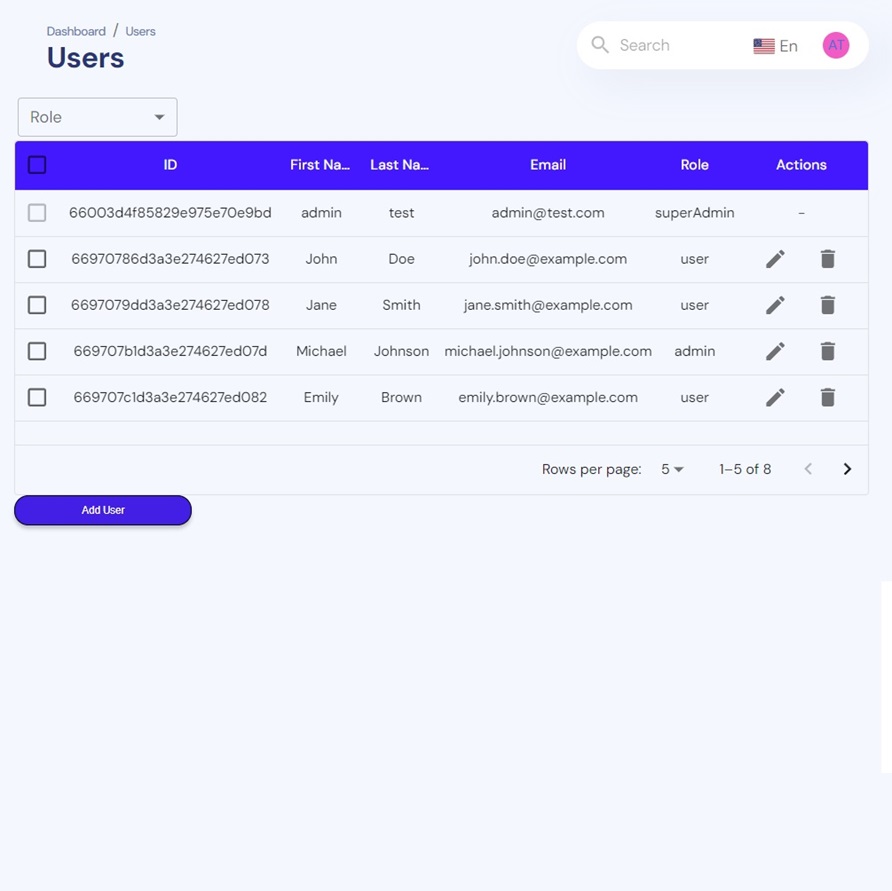 Dashboard / Users
Users
Search
En
AT
Role
ID First Na... Last Na... Email Role Actions
66003d4f85829e975e70e9bd admin test admin@test.com superAdmin -
66970786d3a3e274627ed073 John Doe john.doe@example.com user
6697079dd3a3e274627ed078 Jane Smith jane.smith@example.com user
669707b1d3a3e274627ed07d Michael Johnson michael.johnson@example.com admin
669707c1d3a3e274627ed082 Emily Brown emily.brown@example.com user
Rows per page: 5 1–5 of 8
Add User